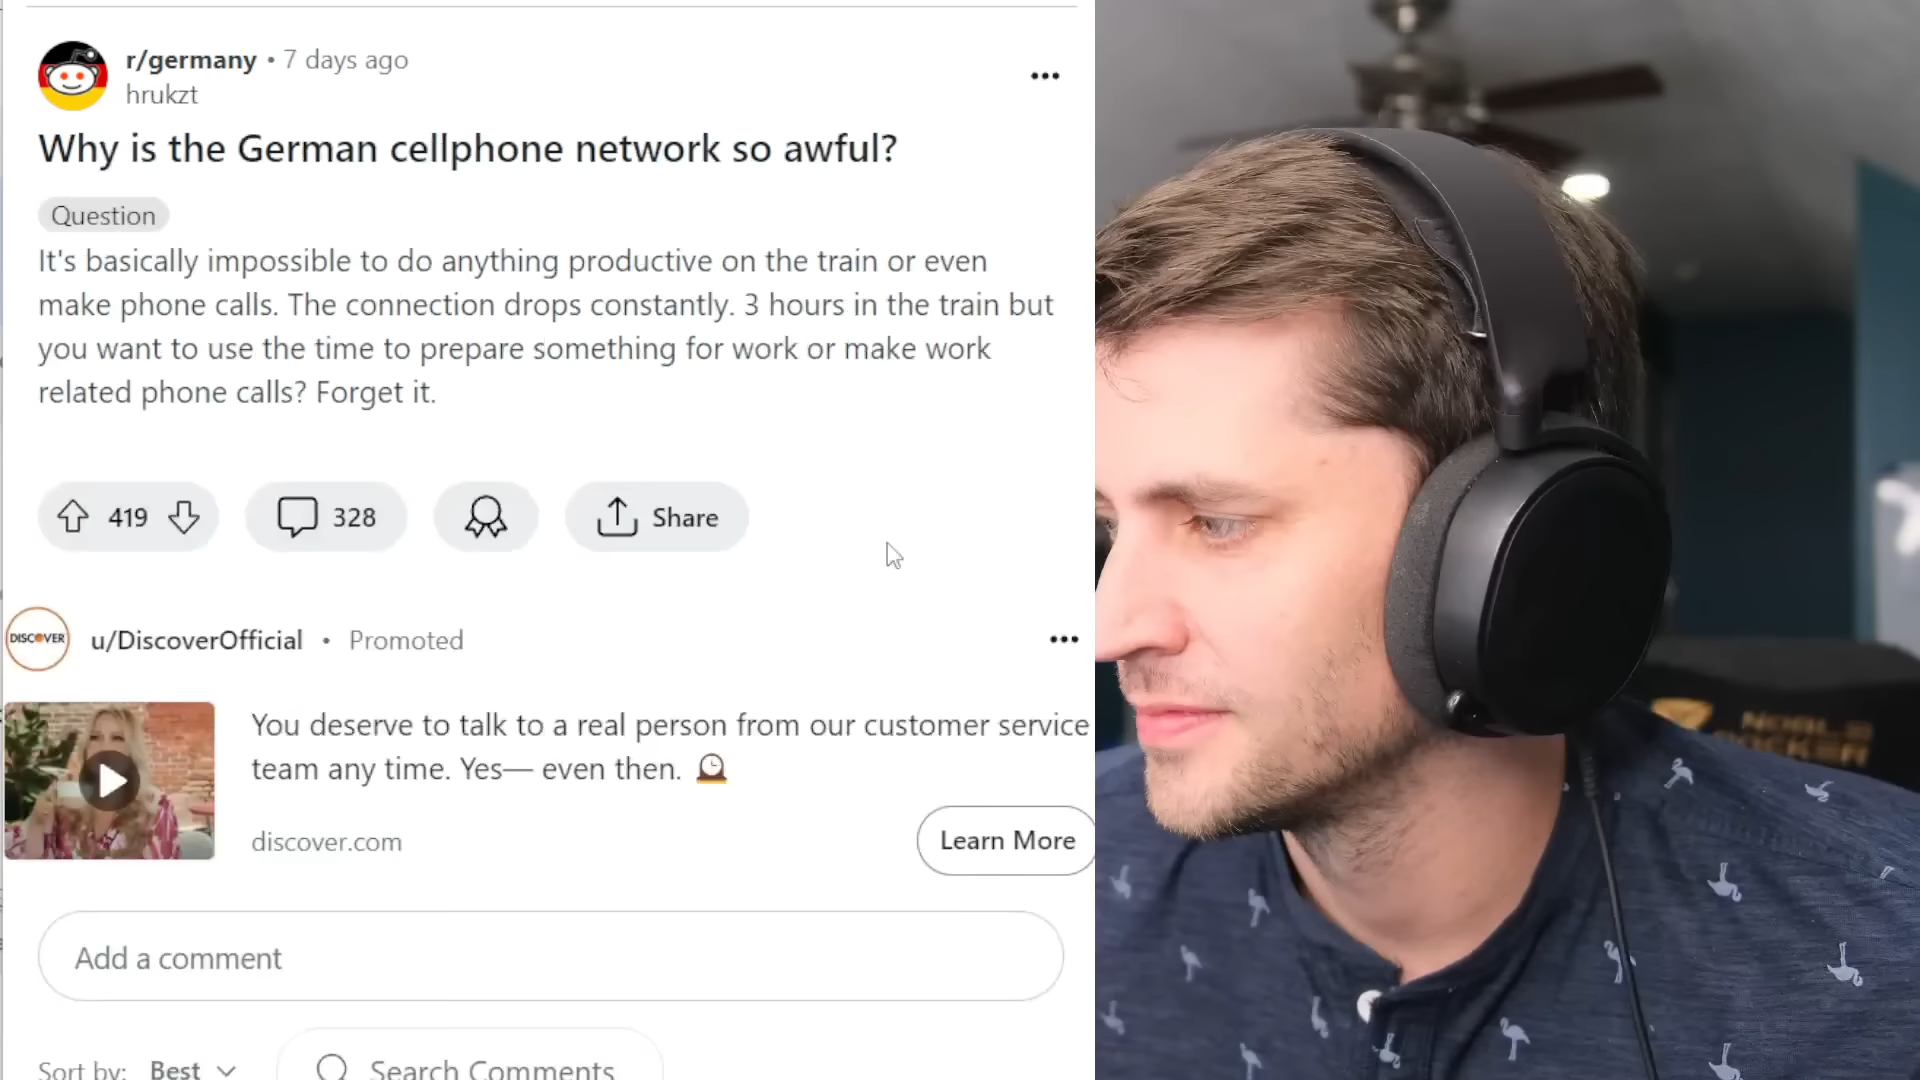 r/germany • 7 days ago
hrukzt
Why is the German cellphone network so awful?
Question
It's basically impossible to do anything productive on the train or even
make phone calls. The connection drops constantly. 3 hours in the train but
you want to use the time to prepare something for work or make work
related phone calls? Forget it.
419
328
Share
DISCOVER
u/DiscoverOfficial • Promoted
You deserve to talk to a real person from our customer service
team any time. Yes— even then.
discover.com
Learn More
Add a comment
Sort by: Best
Search Comments